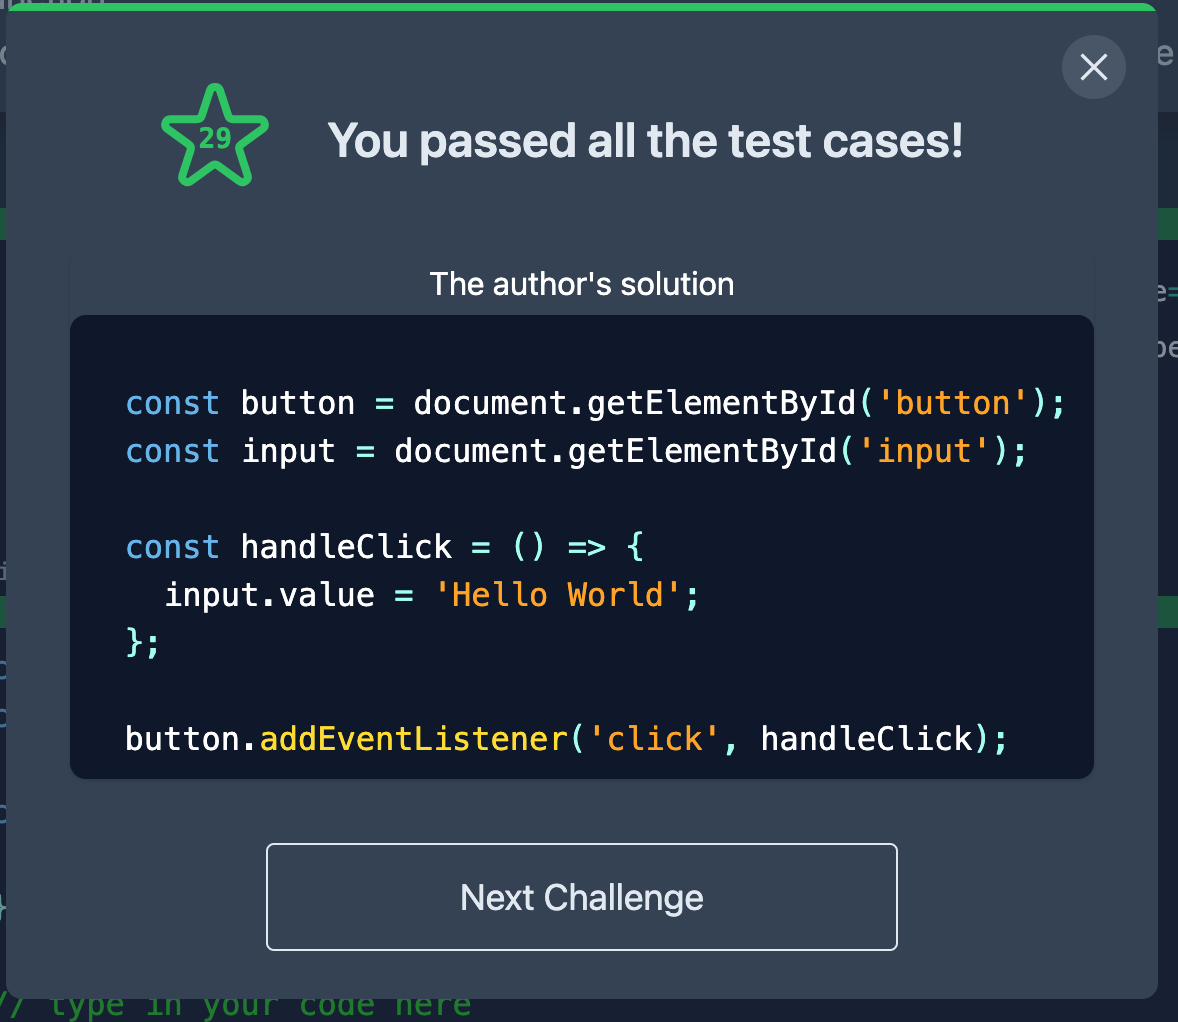 29
You passed all the test cases!
The author's solution
const button = document.getElementById('button');
const input = document.getElementById('input');
const handleClick = () => {
  input.value = 'Hello World';
};
button.addEventListener('click', handleClick);
Next Challenge
// type in your code here